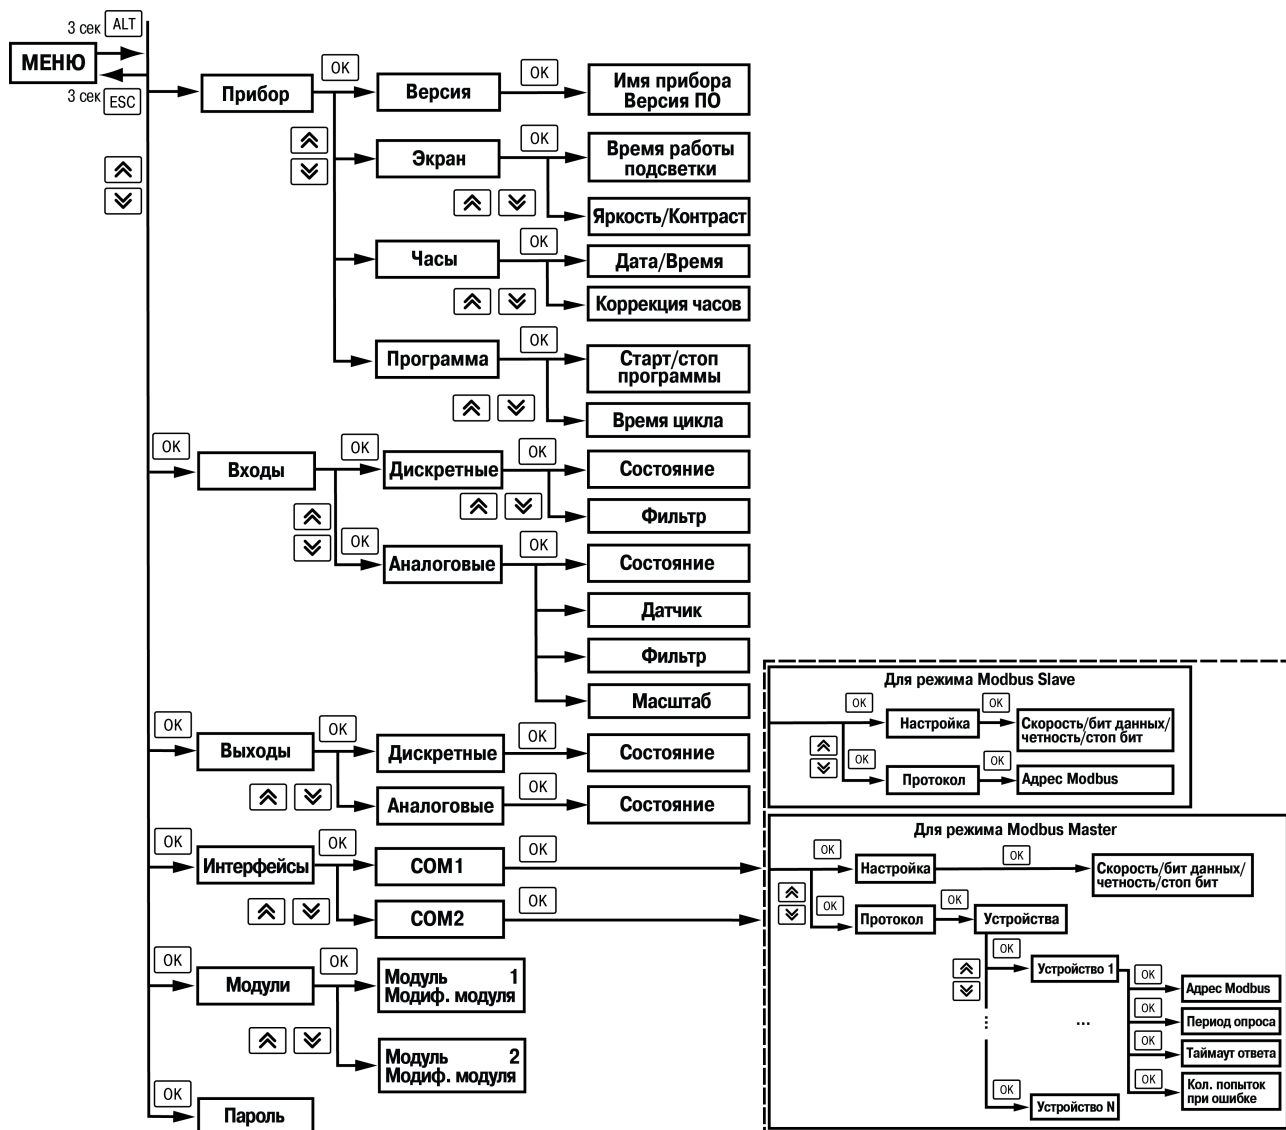 3 сек ALT
МЕНЮ
3 сек ESC
Прибор
OK
Версия
OK
Имя прибора
Версия ПО
Экран
OK
Время работы
подсветки
Яркость/Контраст
Часы
OK
Дата/Время
Коррекция часов
Программа
OK
Старт/стоп
программы
Время цикла
OK
Входы
OK
Дискретные
OK
Состояние
Фильтр
OK
Аналоговые
OK
Состояние
Датчик
Фильтр
Масштаб
OK
Выходы
OK
Дискретные
OK
Состояние
Аналоговые
OK
Состояние
OK
Интерфейсы
OK
COM1
OK
COM2
OK
OK
Модули
OK
Модуль 1
Модиф. модуля
Модуль 2
Модиф. модуля
OK
Пароль
Для режима Modbus Slave
OK
Настройка
OK
Скорость/бит данных/
четность/стоп бит
OK
Протокол
OK
Адрес Modbus
Для режима Modbus Master
OK
Настройка
OK
Скорость/бит данных/
четность/стоп бит
OK
Протокол
OK
Устройства
OK
Устройство 1
OK
Адрес Modbus
OK
Период опроса
OK
Таймаут ответа
OK
Кол. попыток
при ошибке
...
OK
Устройство N